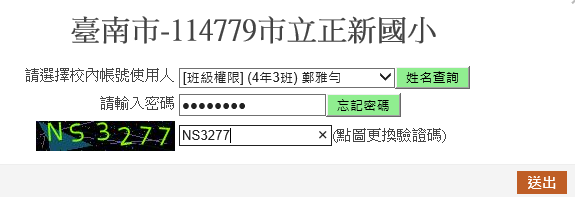 臺南市-114779市立正新國小
請選擇校內帳號使用人 [班級權限] (4年3班) 鄭雅勻 姓名查詢
請輸入密碼 ●●●●●●●● 忘記密碼
NS3277 NS3277 ×(點圖更換驗證碼)
送出